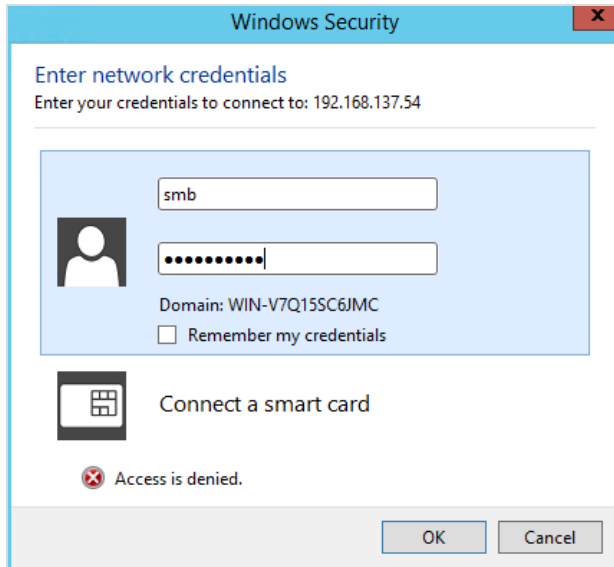 Windows Security
x
Enter network credentials
Enter your credentials to connect to: 192.168.137.54
smb
●●●●●●●●●●
Domain: WIN-V7Q15SC6JMC
Remember my credentials
Connect a smart card
Access is denied.
OK Cancel